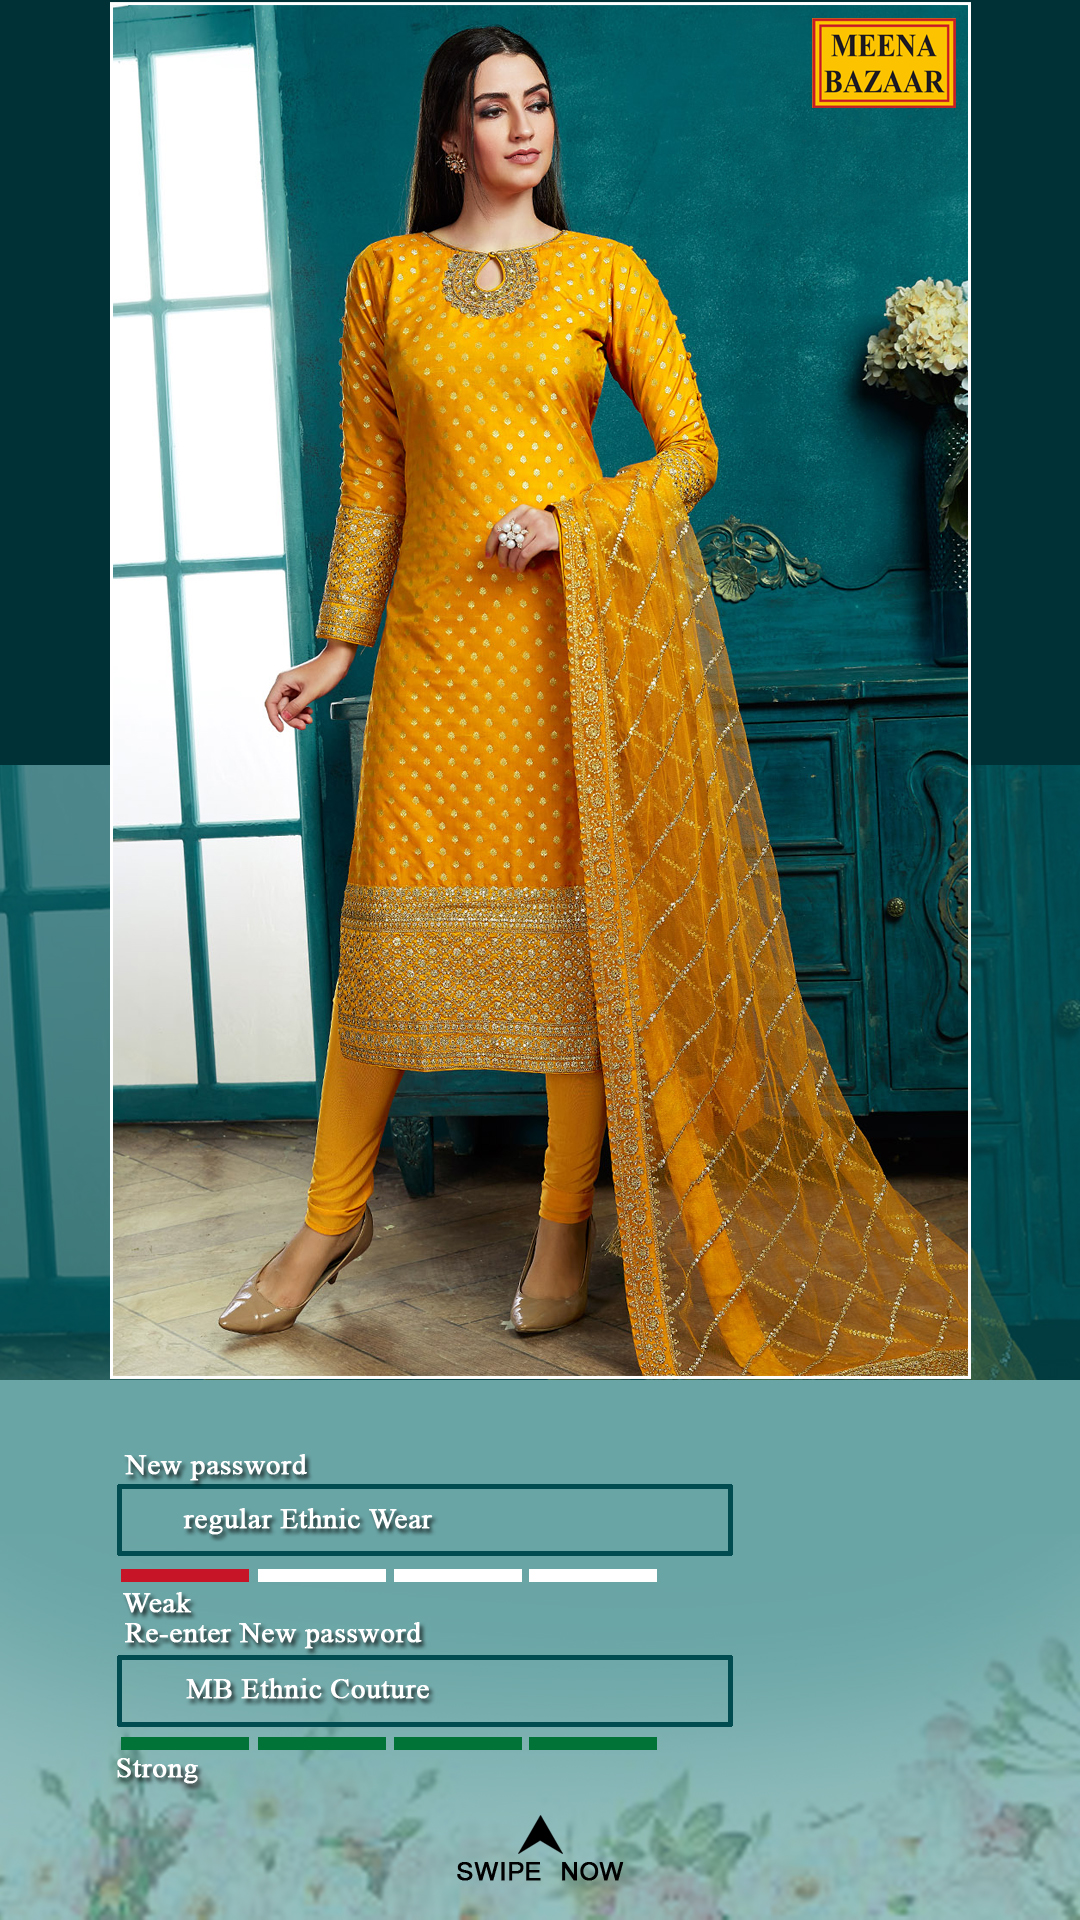 MEENA
BAZAAR
New password
regular Ethnic Wear
Weak
Re-enter New password
MB Ethnic Couture
Strong
SWIPE NOW